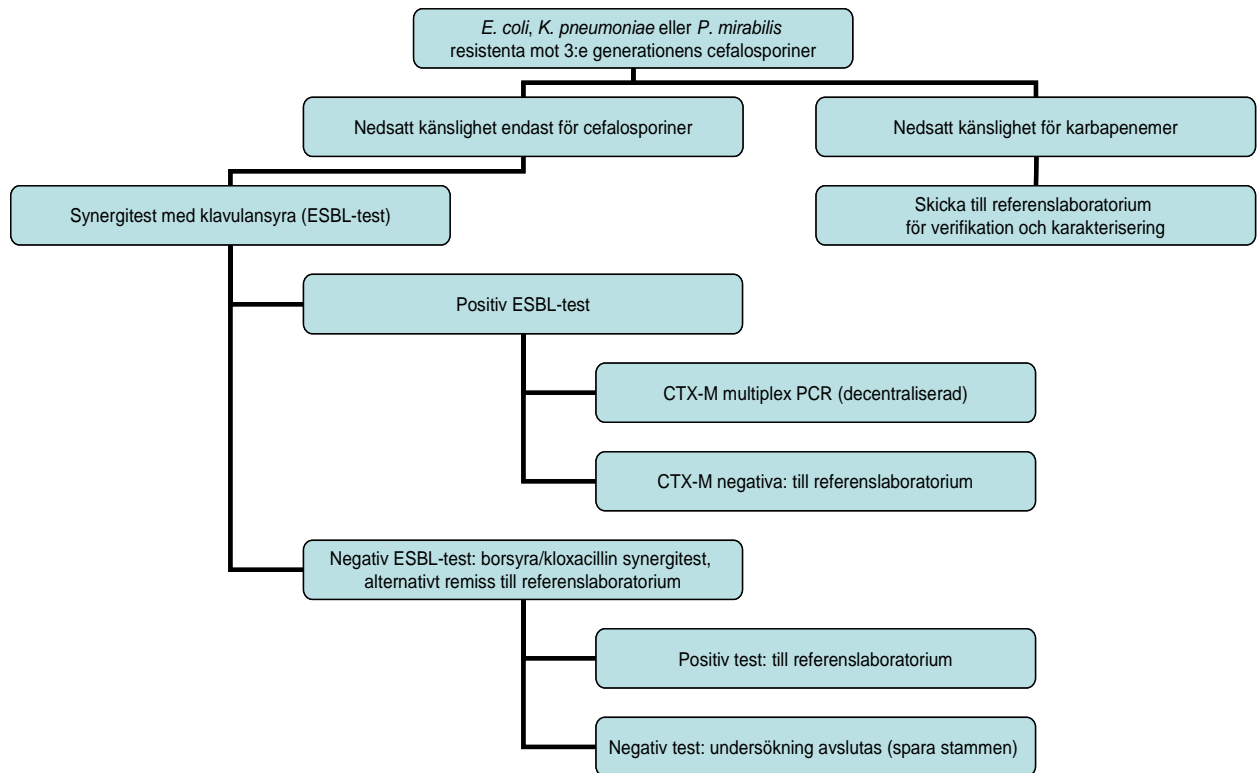 E. coli, K. pneumoniae eller P. mirabilis
resistenta mot 3:e generationens cefalosporiner
Nedsatt känslighet endast för cefalosporiner
Nedsatt känslighet för karbapenemer
Synergitest med klavulansyra (ESBL-test)
Skicka till referenslaboratorium
för verifikation och karakterisering
Positiv ESBL-test
CTX-M multiplex PCR (decentraliserad)
CTX-M negativa: till referenslaboratorium
Negativ ESBL-test: borsyra/kloxacillin synergitest,
alternativt remiss till referenslaboratorium
Positiv test: till referenslaboratorium
Negativ test: undersökning avslutas (spara stammen)